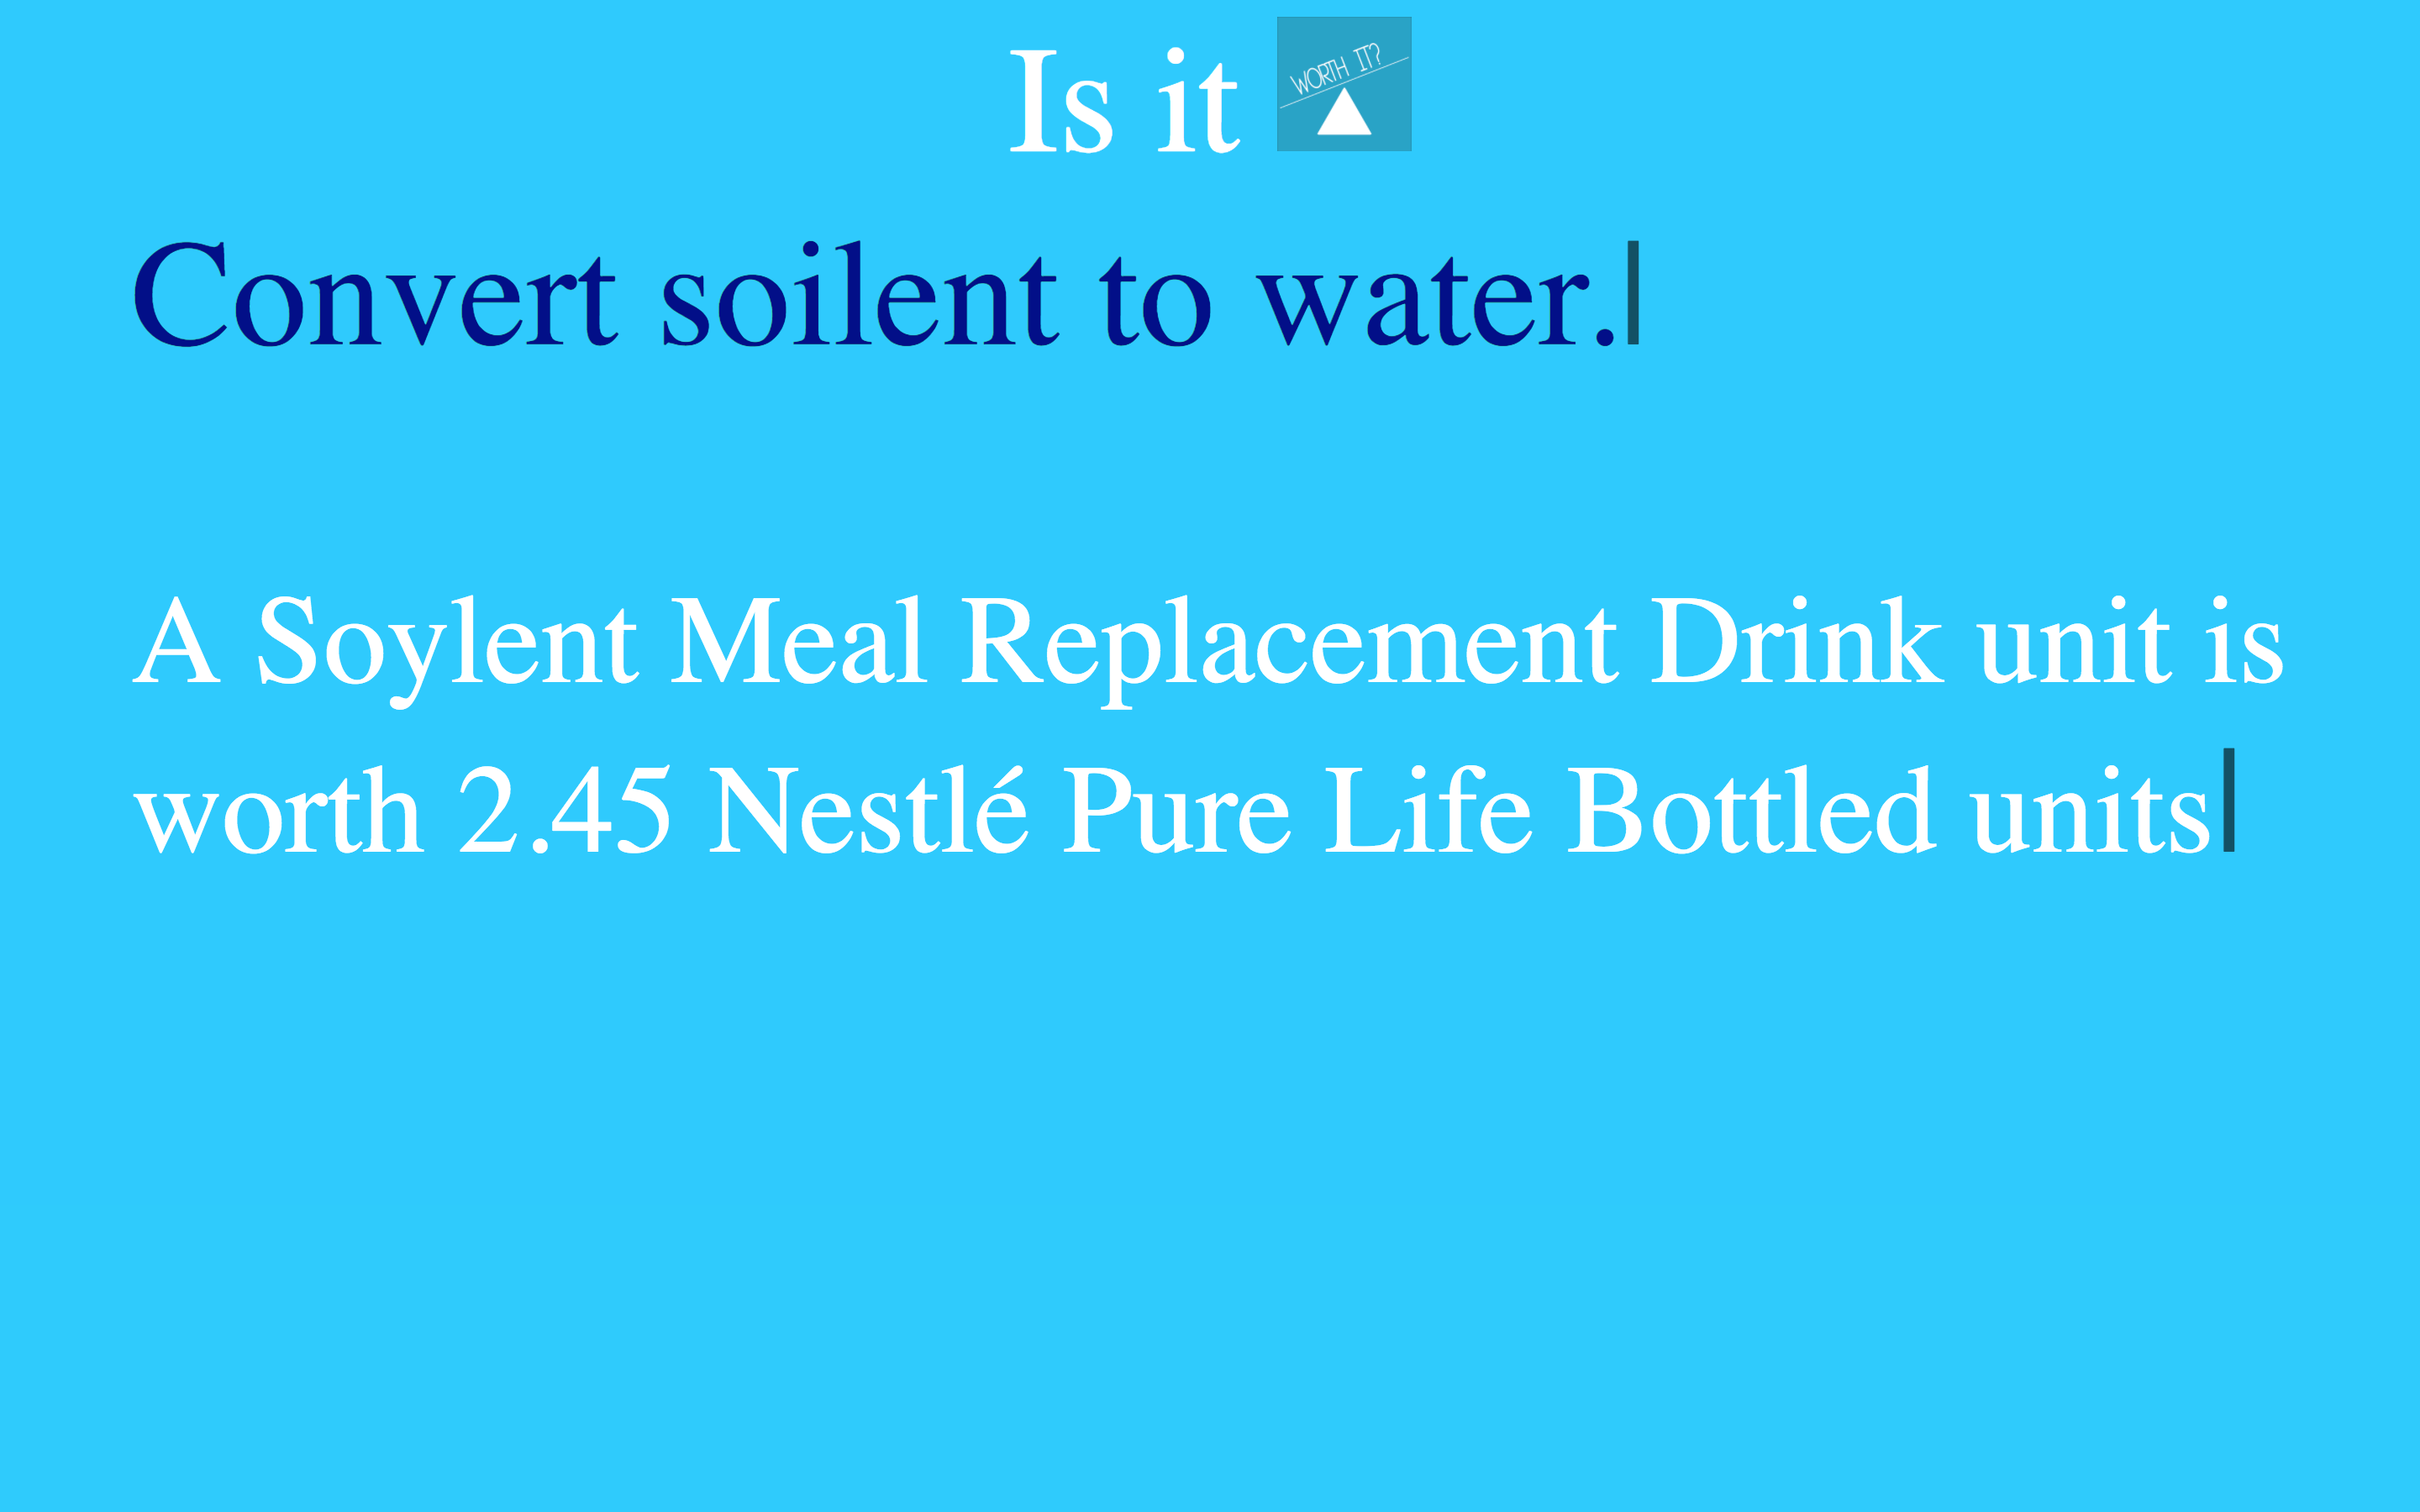 Is it WORTH IT?
Convert soilent to water.
A Soylent Meal Replacement Drink unit is
worth 2.45 Nestlé Pure Life Bottled units